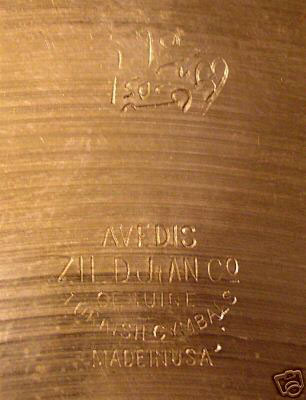 AVEDIS
ZILDJIAN CO
GENUINE
TURKISH CYMBALS
MADE IN USA